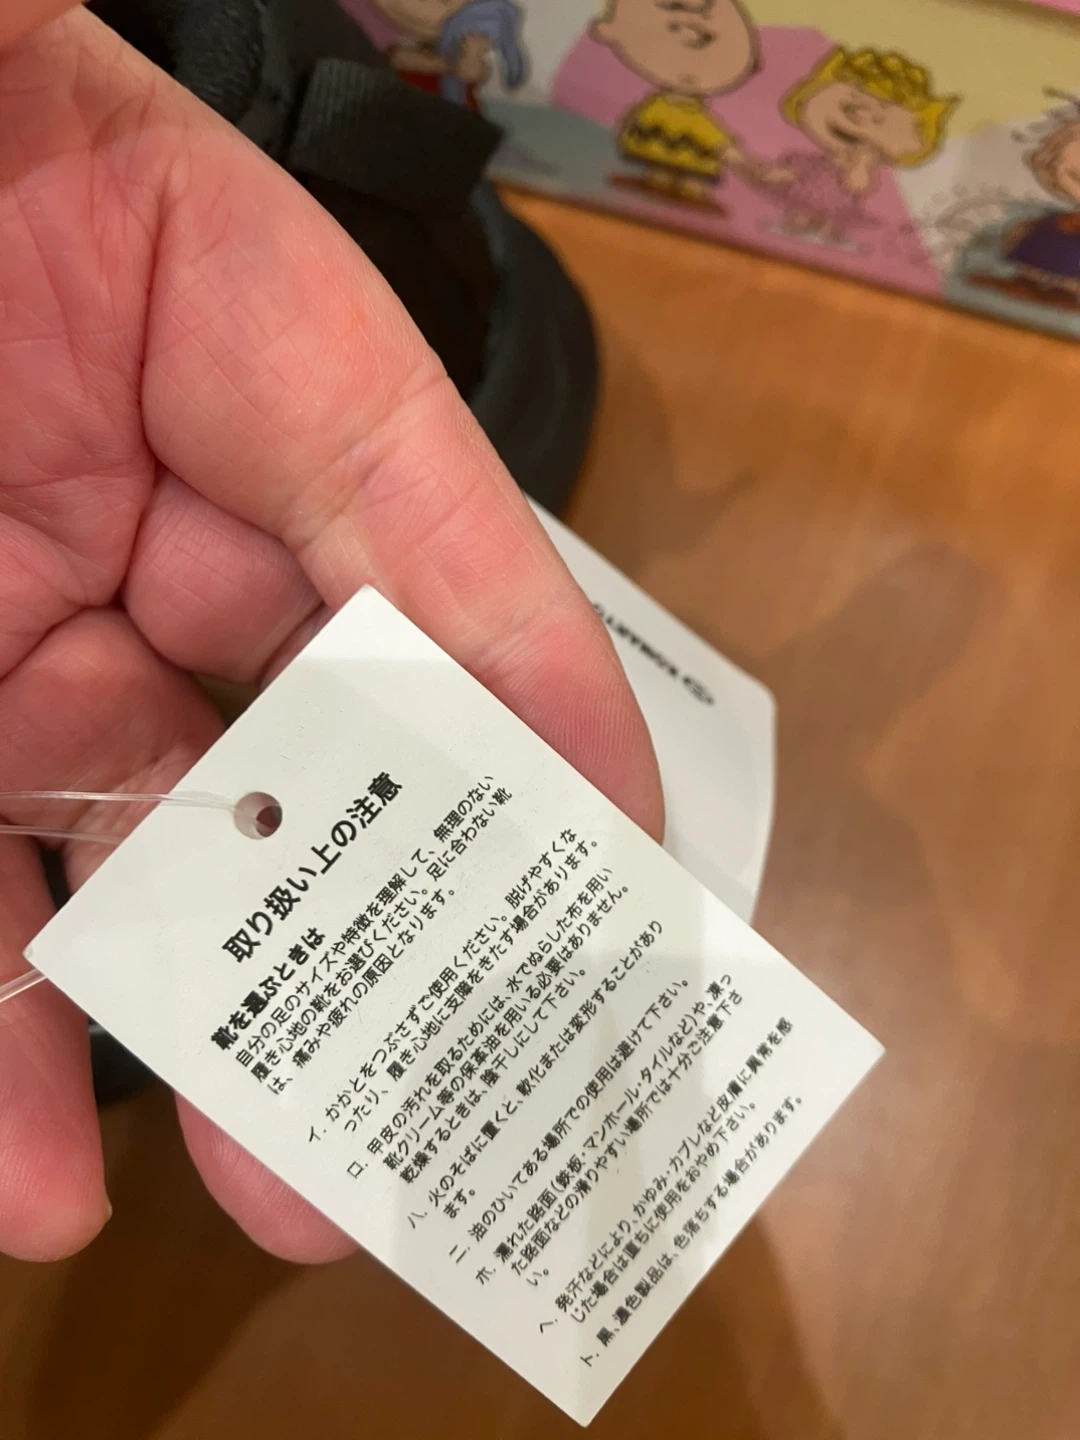 取り扱い上の注意
靴を選ぶときは
自分の足のサイズや特徴を理解して、無理のない
履き心地の靴をお選びください。足に合わない靴
は、痛みや疲れの原因となります。
イ. かかとをつぶさずご使用ください。脱げやすくな
ったり、履き心地に支障をきたす場合があります。
ロ. 甲皮の汚れを取るためには、水でぬらした布を用い
靴クリーム等の保革油を用いる必要はありません。
乾燥するときは、陰干しにして下さい。
ハ. 火のそばに置くと、軟化または変形することがあり
ます。
ニ. 油のひいてある場所での使用は避けて下さい。
ホ. 濡れた路面（鉄板・マンホール・タイルなど）や、凍っ
た路面などの滑りやすい場所では十分ご注意下さ
い。
ヘ. 発汗などにより、かゆみ・カブレなど皮膚に異常を感
じた場合は直ちに使用をおやめ下さい。
ト. 黒、濃色製品は、色落ちする場合があります。